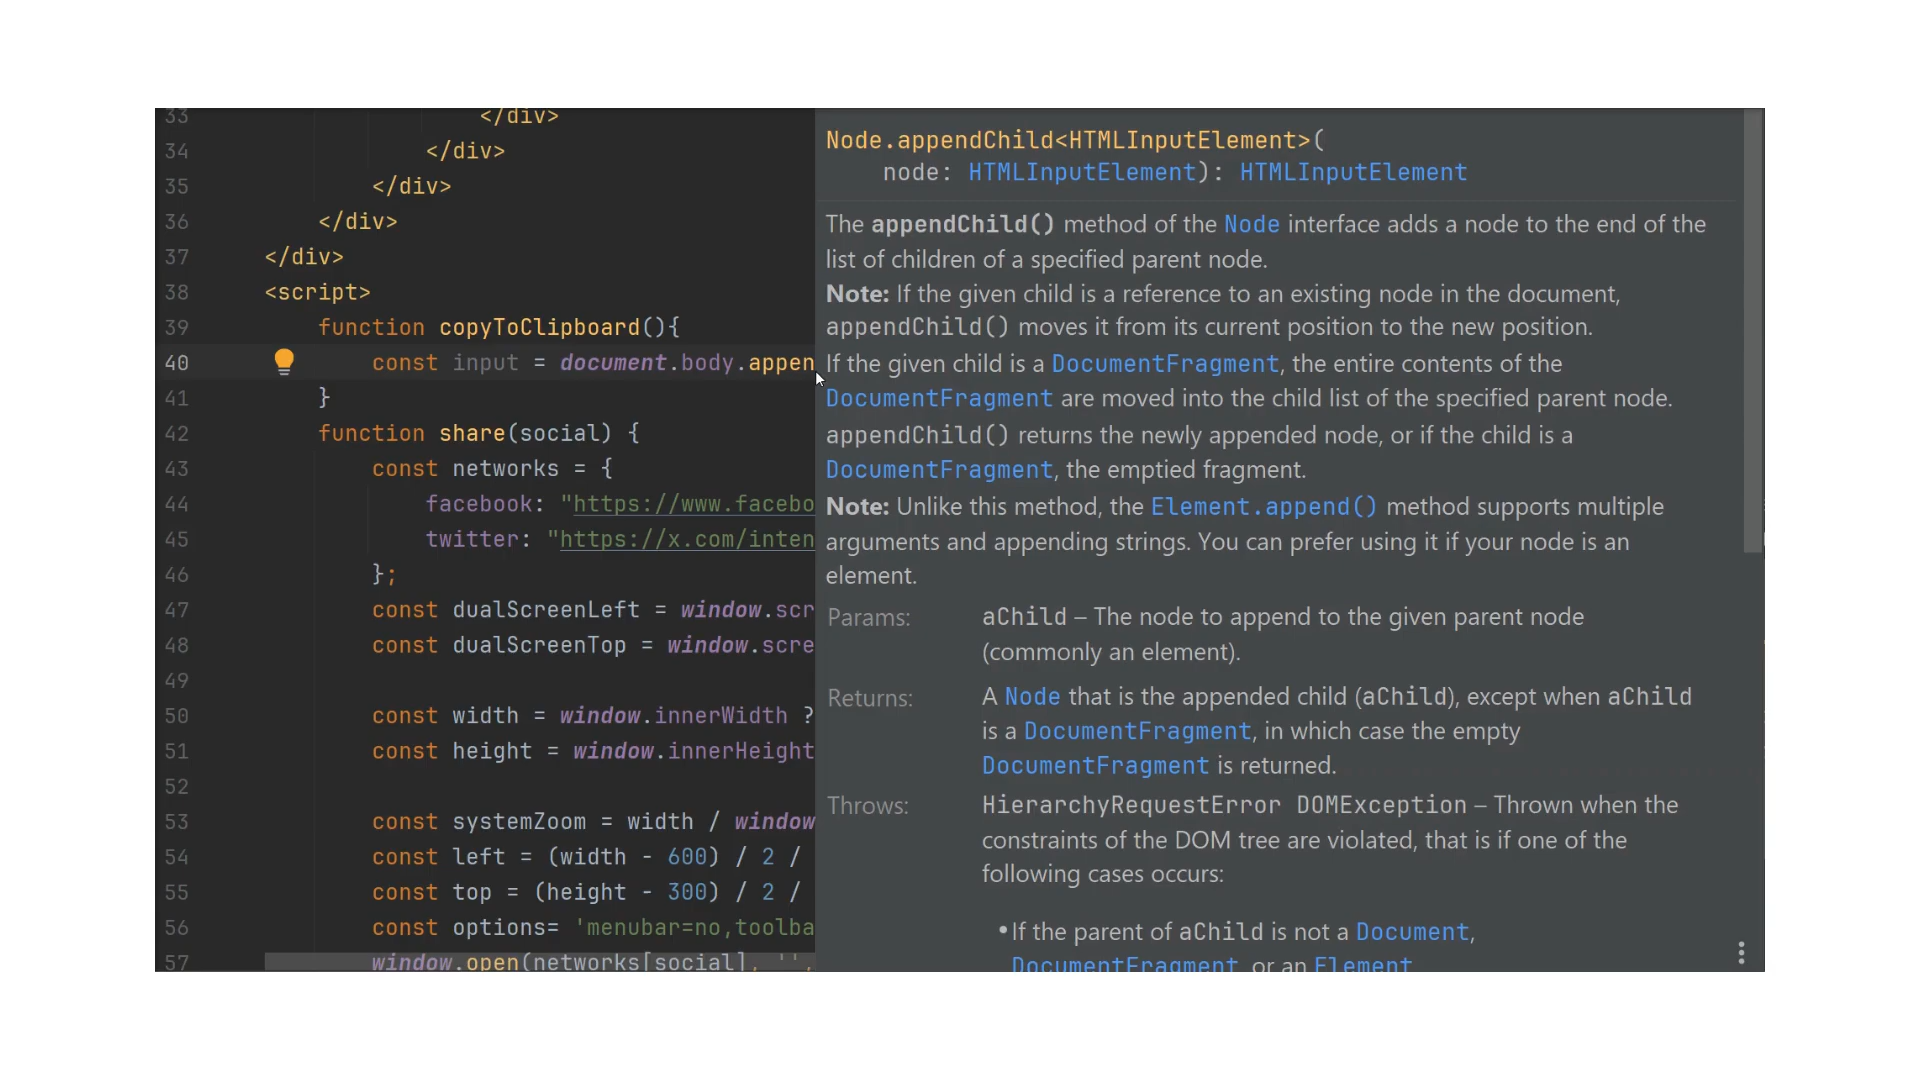 33 </div>
34 </div>
35 </div>
36 </div>
37 </div>
38 <script>
39 function copyToClipboard(){
40 const input = document.body.appen
41 }
42 function share(social) {
43 const networks = {
44 facebook: "https://www.facebo
45 twitter: "https://x.com/inten
46 };
47 const dualScreenLeft = window.scr
48 const dualScreenTop = window.scre
49
50 const width = window.innerWidth ?
51 const height = window.innerHeight
52
53 const systemZoom = width / window
54 const left = (width - 600) / 2 /
55 const top = (height - 300) / 2 /
56 const options= 'menubar=no,toolba
57 window.open(networks[social], '',
Node.appendChild<HTMLInputElement>(
node: HTMLInputElement): HTMLInputElement
The appendChild() method of the Node interface adds a node to the end of the
list of children of a specified parent node.
Note: If the given child is a reference to an existing node in the document,
appendChild() moves it from its current position to the new position.
If the given child is a DocumentFragment, the entire contents of the
DocumentFragment are moved into the child list of the specified parent node.
appendChild() returns the newly appended node, or if the child is a
DocumentFragment, the emptied fragment.
Note: Unlike this method, the Element.append() method supports multiple
arguments and appending strings. You can prefer using it if your node is an
element.
Params: aChild – The node to append to the given parent node
(commonly an element).
Returns: A Node that is the appended child (aChild), except when aChild
is a DocumentFragment, in which case the empty
DocumentFragment is returned.
Throws: HierarchyRequestError DOMException – Thrown when the
constraints of the DOM tree are violated, that is if one of the
following cases occurs:
• If the parent of aChild is not a Document,
DocumentFragment, or an Element